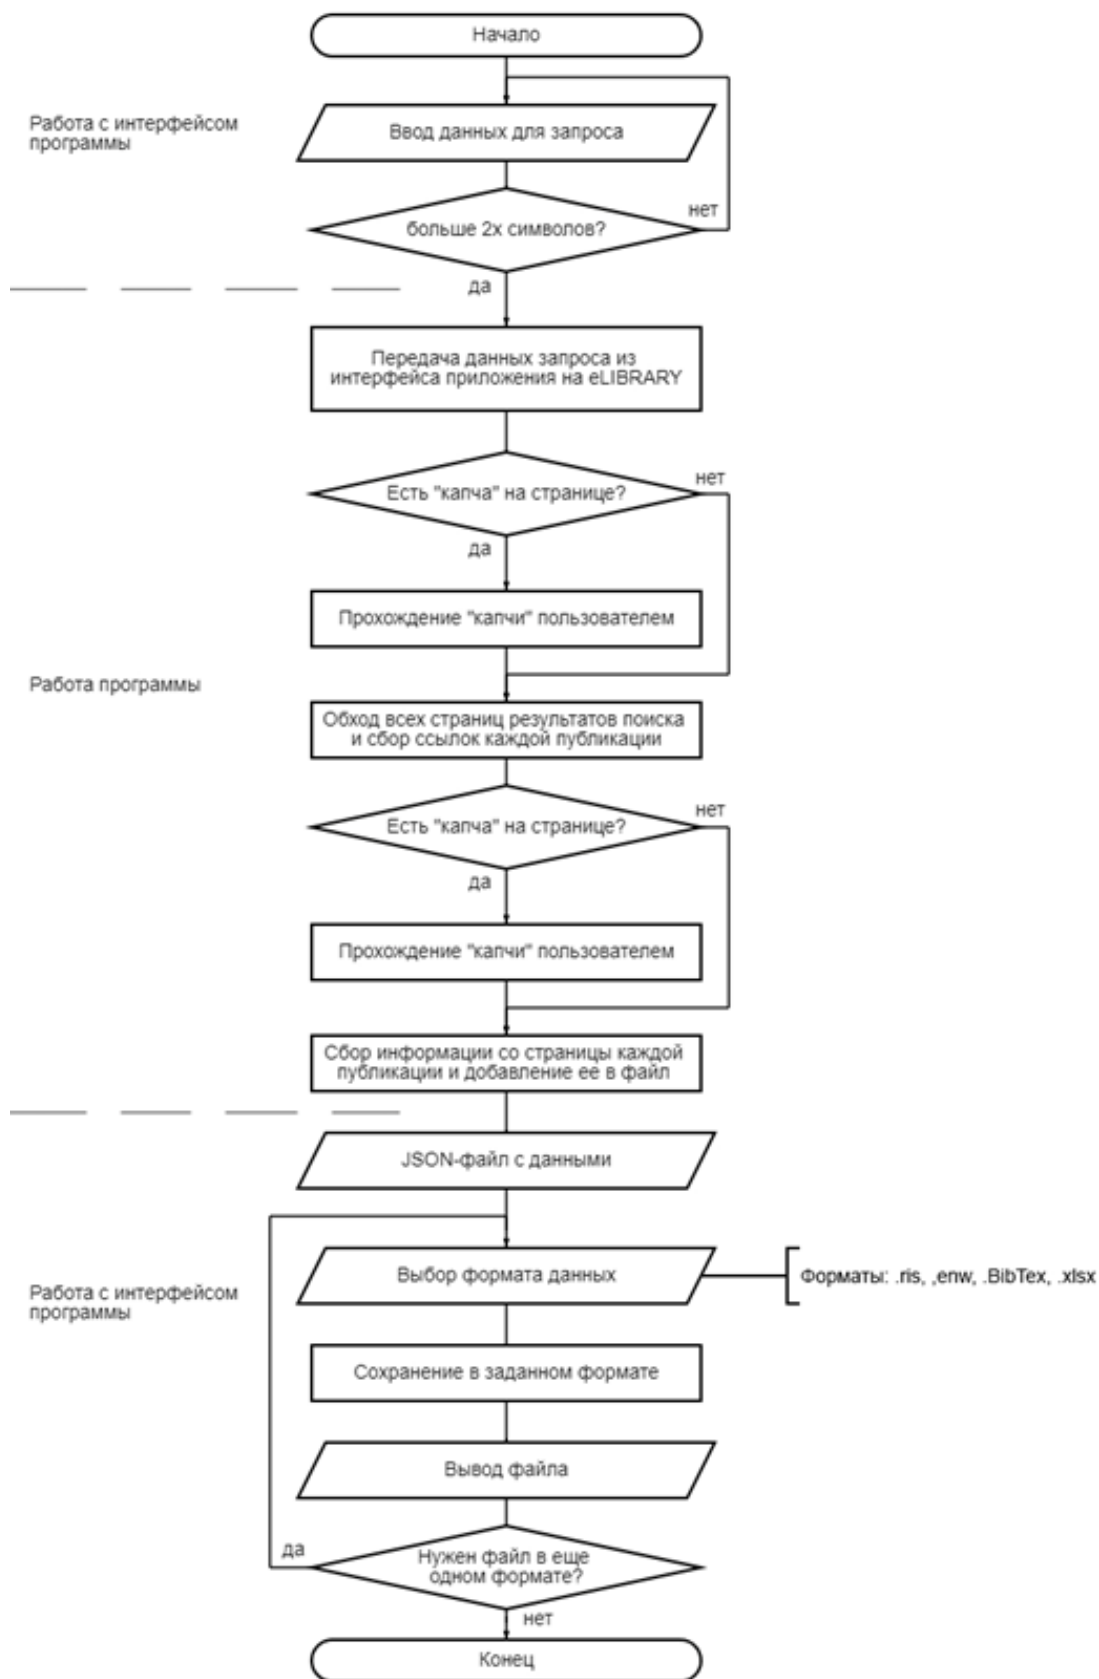 Начало
Работа с интерфейсом
программы
Ввод данных для запроса
больше 2х символов?
нет
да
Передача данных запроса из
интерфейса приложения на eLIBRARY
Есть "капча" на странице?
нет
да
Прохождение "капчи" пользователем
Работа программы
Обход всех страниц результатов поиска
и сбор ссылок каждой публикации
Есть "капча" на странице?
нет
да
Прохождение "капчи" пользователем
Сбор информации со страницы каждой
публикации и добавление ее в файл
JSON-файл с данными
Работа с интерфейсом
программы
Выбор формата данных
Форматы: .ris, ,enw, .BibTex, .xlsx
Сохранение в заданном формате
Вывод файла
Нужен файл в еще
одном формате?
да
нет
Конец